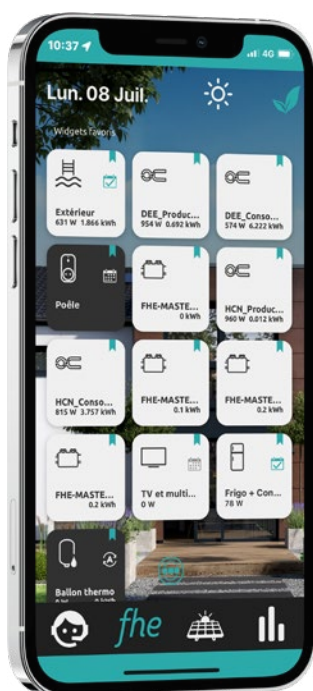 10:37
4G
Lun. 08 Juil.
Widgets favoris
Extérieur
631 W 1.866 kWh
DEE_Produc...
954 W 0.692 kWh
DEE_Conso...
574 W 6.222 kWh
Poêle
FHE-MASTE...
0 kWh
HCN_Produc...
960 W 0.012 kWh
HCN_Conso...
815 W 3.757 kWh
FHE-MASTE...
0.1 kWh
FHE-MASTE...
0.2 kWh
FHE-MASTE...
0.2 kWh
TV et multi...
0 W
Frigo + Con...
78 W
Ballon thermo
fhe